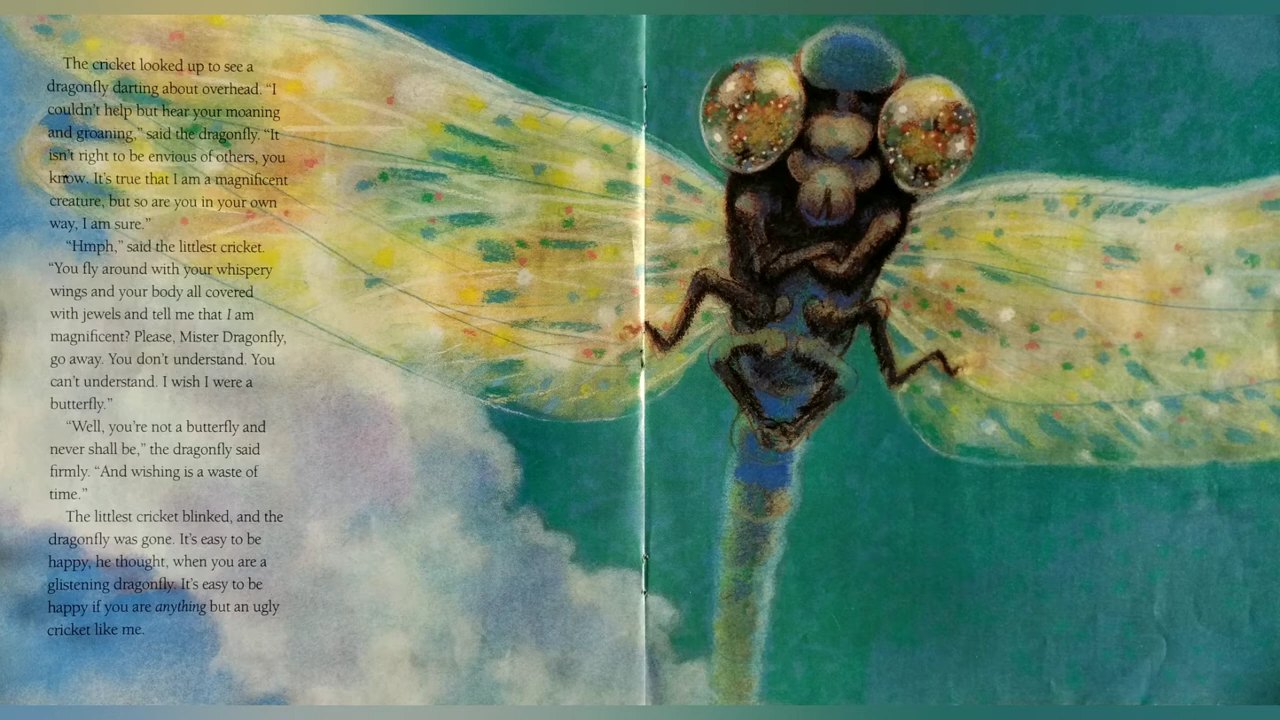 The cricket looked up to see a
dragonfly darting about overhead. “I
couldn’t help but hear your moaning
and groaning,” said the dragonfly. “It
isn’t right to be envious of others, you
know. It’s true that I am a magnificent
creature, but so are you in your own
way, I am sure.”
“Hmph,” said the littlest cricket.
“You fly around with your whispery
wings and your body all covered
with jewels and tell me that I am
magnificent? Please, Mister Dragonfly,
go away. You don’t understand. You
can’t understand. I wish I were a
butterfly.”
“Well, you’re not a butterfly and
never shall be,” the dragonfly said
firmly. “And wishing is a waste of
time.”
The littlest cricket blinked, and the
dragonfly was gone. It’s easy to be
happy, he thought, when you are a
glistening dragonfly. It’s easy to be
happy if you are anything but an ugly
cricket like me.